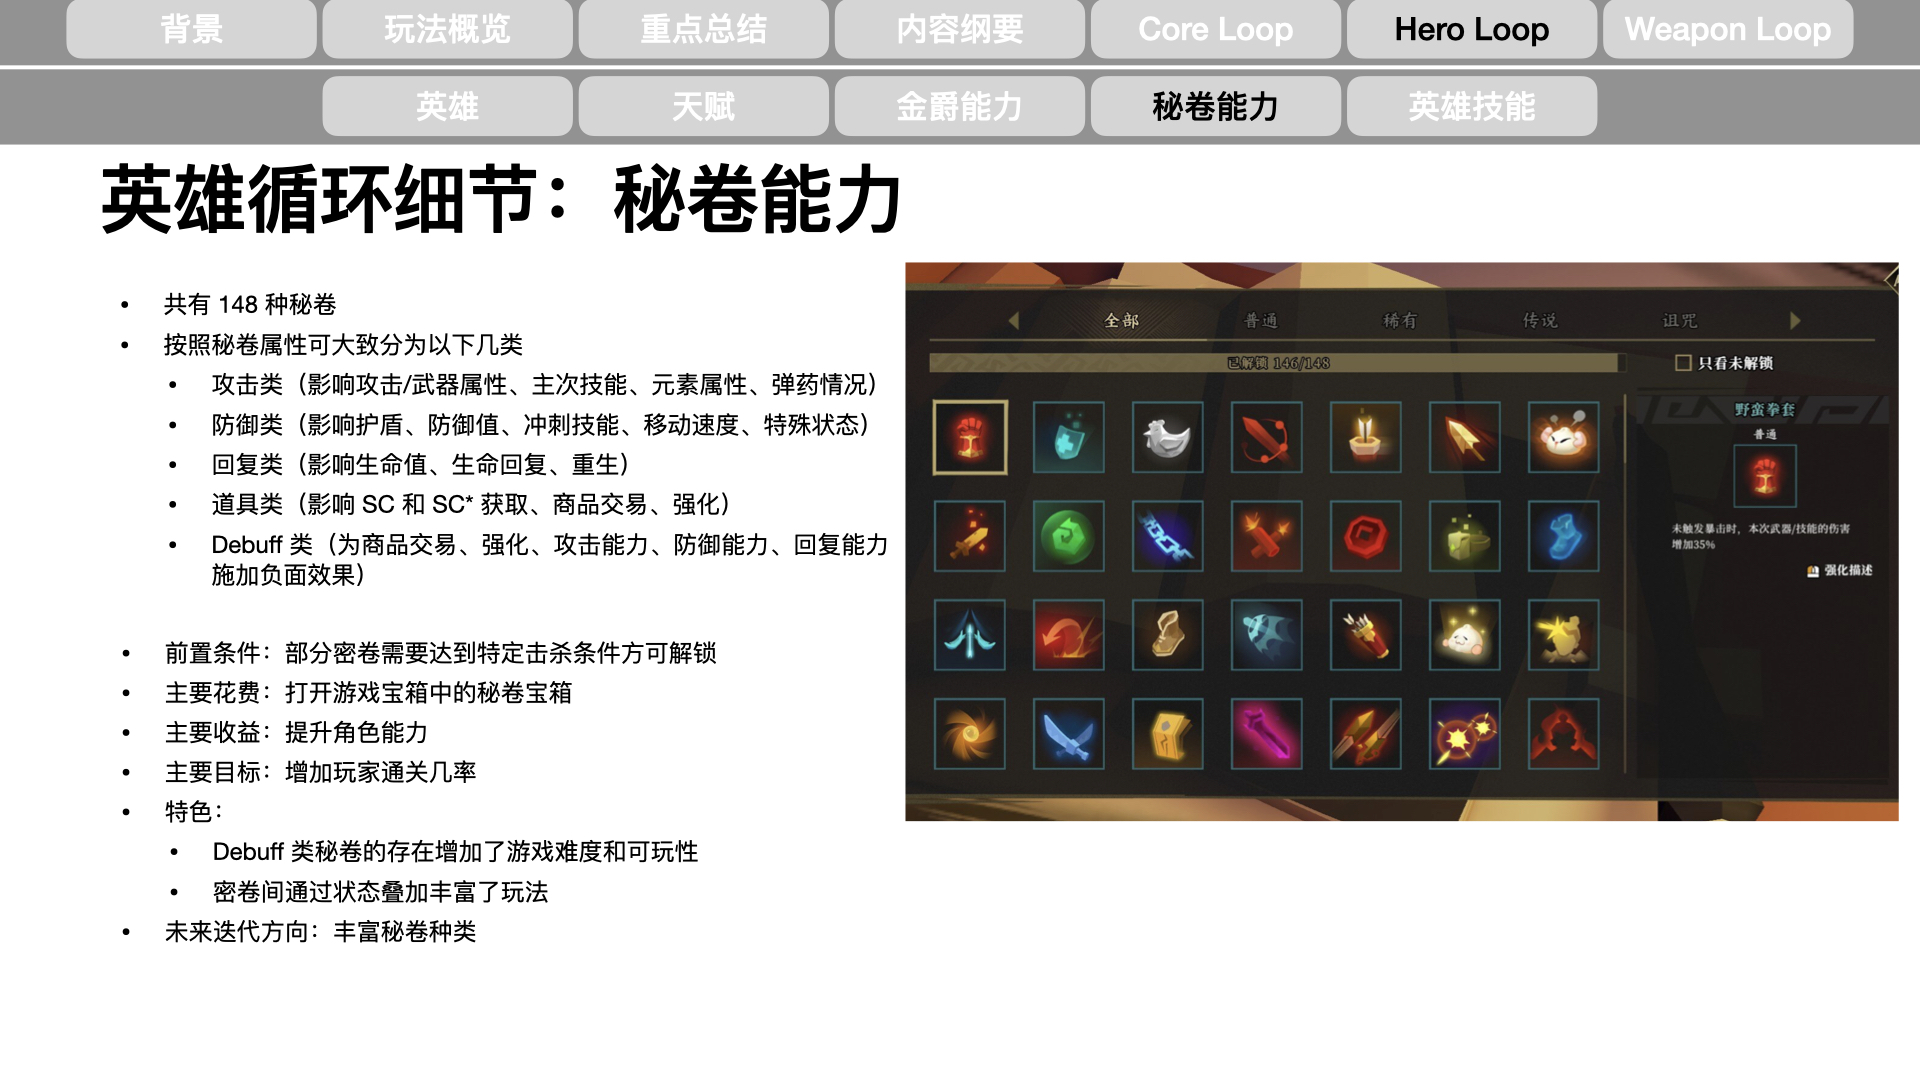 背景 玩法概览 重点总结 内容纲要 Core Loop Hero Loop Weapon Loop
英雄 天赋 金爵能力 秘卷能力 英雄技能
英雄循环细节：秘卷能力
• 共有 148 种秘卷
• 按照秘卷属性可大致分为以下几类
• 攻击类（影响攻击/武器属性、主次技能、元素属性、弹药情况）
• 防御类（影响护盾、防御值、冲刺技能、移动速度、特殊状态）
• 回复类（影响生命值、生命回复、重生）
• 道具类（影响 SC 和 SC* 获取、商品交易、强化）
• Debuff 类（为商品交易、强化、攻击能力、防御能力、回复能力
施加负面效果）
• 前置条件：部分密卷需要达到特定击杀条件方可解锁
• 主要花费：打开游戏宝箱中的秘卷宝箱
• 主要收益：提升角色能力
• 主要目标：增加玩家通关几率
• 特色：
• Debuff 类秘卷的存在增加了游戏难度和可玩性
• 密卷间通过状态叠加丰富了玩法
• 未来迭代方向：丰富秘卷种类
全部 普通 稀有 传说 诅咒
已解锁 146/148
只看未解锁
野蛮拳套
普通
未触发暴击时，本次武器/技能的伤害
增加35%
强化描述